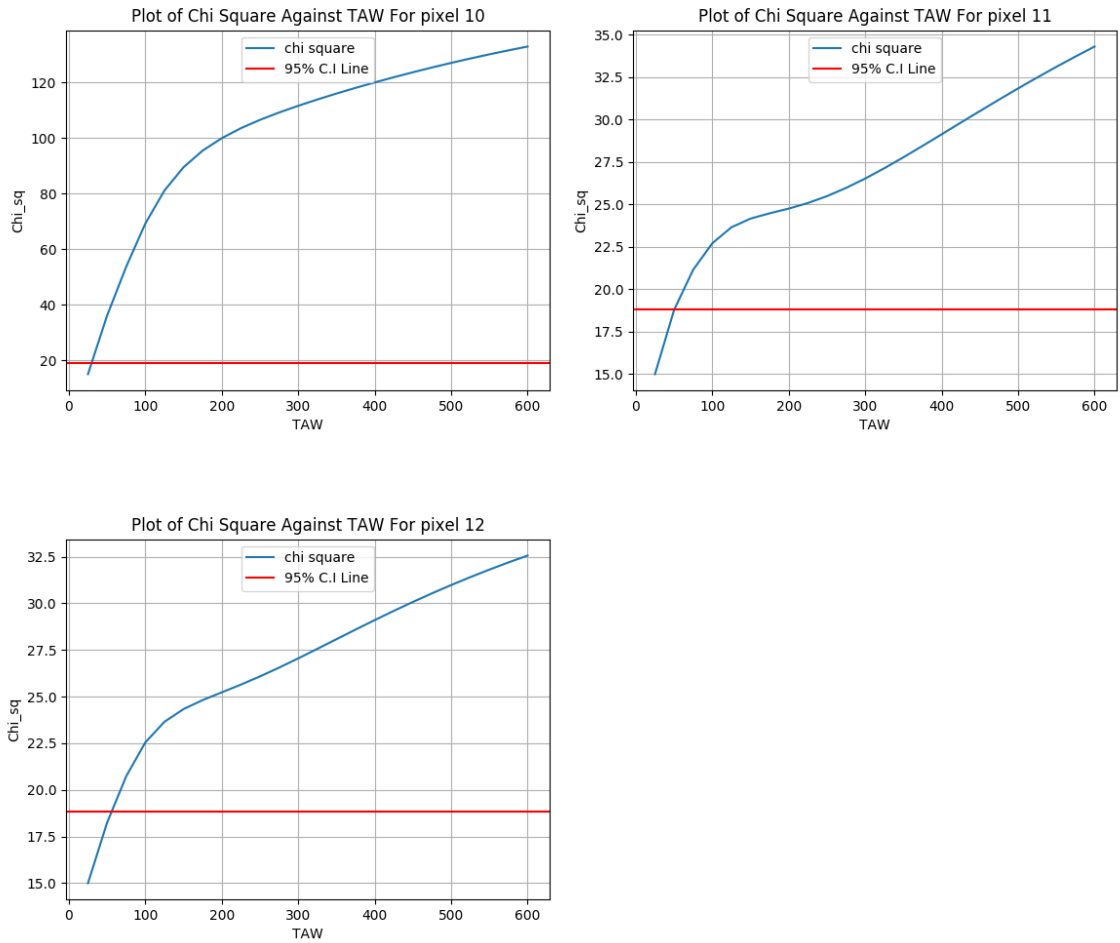 Plot of Chi Square Against TAW For pixel 10
chi square
95% C.I Line
120
100
80
60
40
20
Chi_sq
0 100 200 300 400 500 600
TAW
Plot of Chi Square Against TAW For pixel 11
chi square
95% C.I Line
35.0
32.5
30.0
27.5
25.0
22.5
20.0
17.5
15.0
Chi_sq
0 100 200 300 400 500 600
TAW
Plot of Chi Square Against TAW For pixel 12
chi square
95% C.I Line
32.5
30.0
27.5
25.0
22.5
20.0
17.5
15.0
Chi_sq
0 100 200 300 400 500 600
TAW